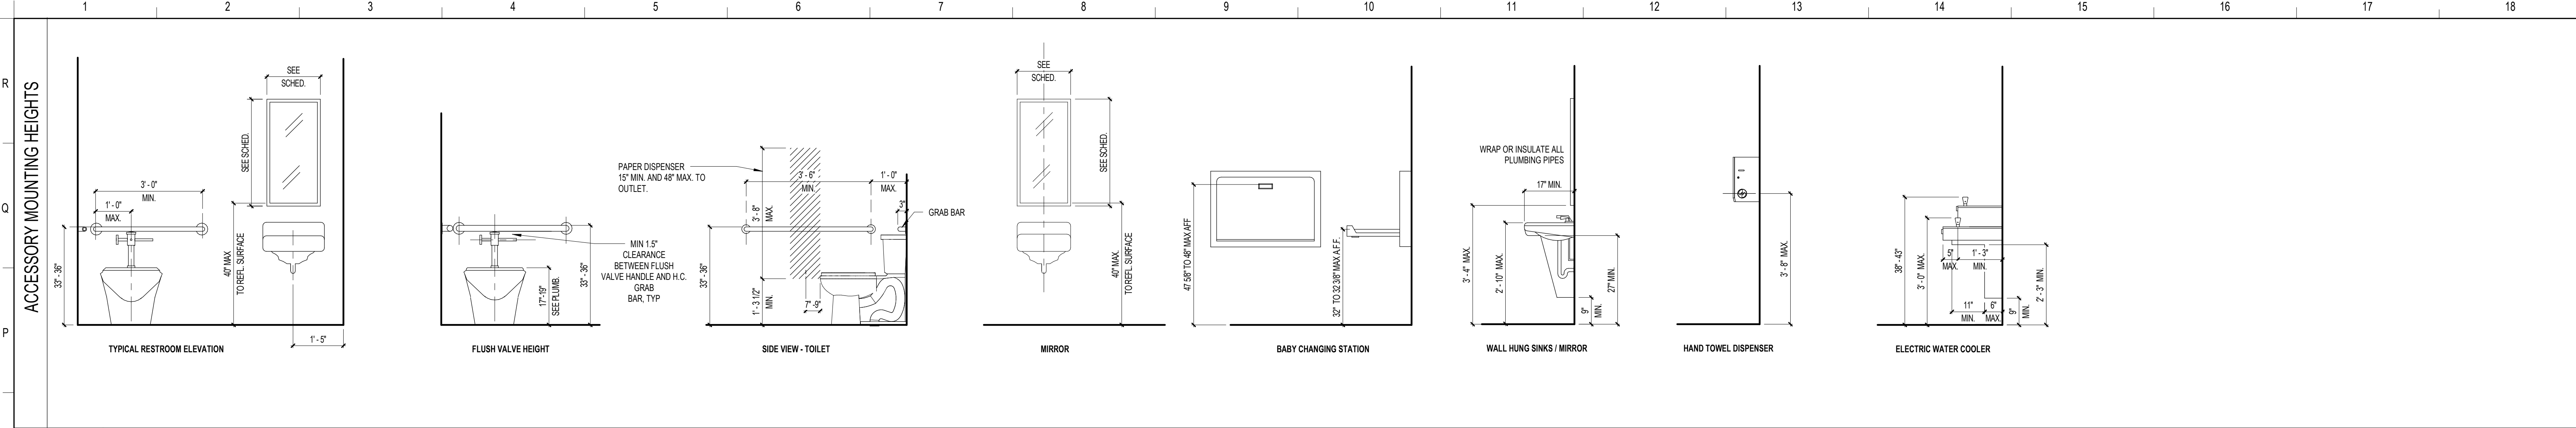 1 2 3 4 5 6 7 8 9 10 11 12 13 14 15 16 17 18
R
Q
P
ACCESSORY MOUNTING HEIGHTS
SEE
SCHED.
SEE SCHED.
3' - 0"
MIN.
1' - 0"
MAX.
33" - 36"
40" MAX
TO REFL. SURFACE
1' - 5"
TYPICAL RESTROOM ELEVATION
17"-19"
SEE PLUMB.
33" - 36"
MIN 1.5"
CLEARANCE
BETWEEN FLUSH
VALVE HANDLE AND H.C.
GRAB
BAR, TYP
FLUSH VALVE HEIGHT
PAPER DISPENSER
15" MIN. AND 48" MAX. TO
OUTLET.
3' - 6"
MIN.
1' - 0"
MAX.
3"
GRAB BAR
3' - 8"
MAX.
33" - 36"
1' - 3 1/2"
MIN.
7" -9"
SIDE VIEW - TOILET
SEE
SCHED.
SEE SCHED.
40" MAX.
TO REFL. SURFACE
MIRROR
47 5/8" TO 48" MAX AFF
32" TO 32 3/8" MAX A.F.F.
BABY CHANGING STATION
WRAP OR INSULATE ALL
PLUMBING PIPES
17" MIN.
3' - 4" MAX.
2' - 10" MAX.
27" MIN.
9"
MIN.
WALL HUNG SINKS / MIRROR
3' - 8" MAX.
HAND TOWEL DISPENSER
38" - 43"
3' - 0" MAX.
5"
MAX.
1' - 3"
MIN.
11"
MIN.
6"
MAX.
9"
MIN.
2' - 3" MIN.
ELECTRIC WATER COOLER